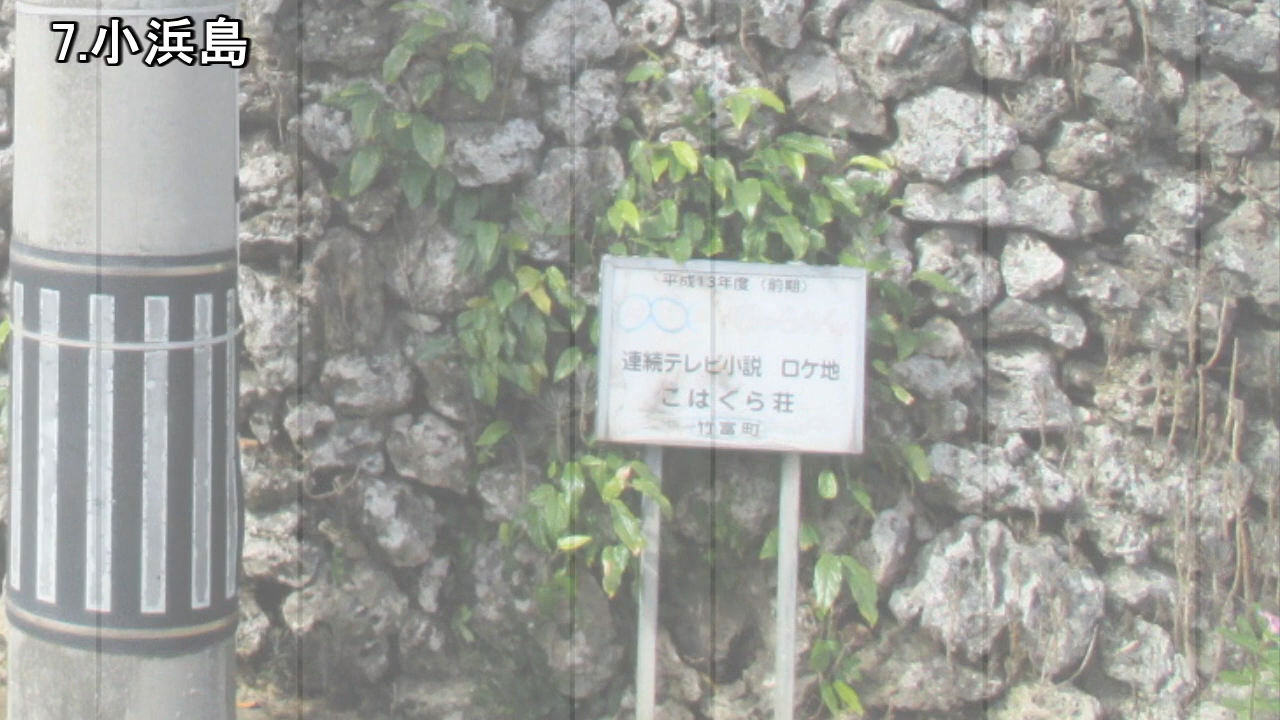 7.小浜島
平成13年度（前期）
連続テレビ小説　ロケ地
こはぐら荘
竹富町